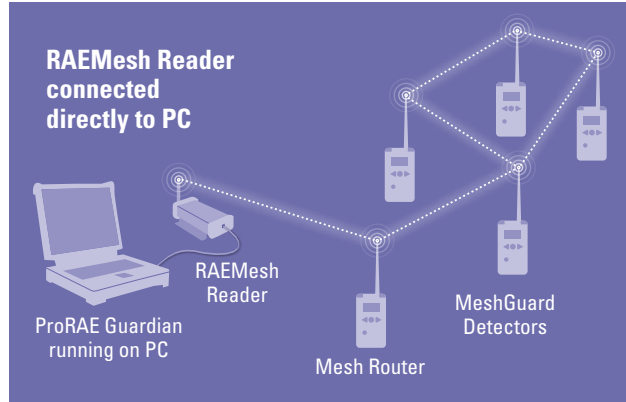 RAEMesh Reader
connected
directly to PC
RAEMesh
Reader
ProRAE Guardian
running on PC
Mesh Router
MeshGuard
Detectors